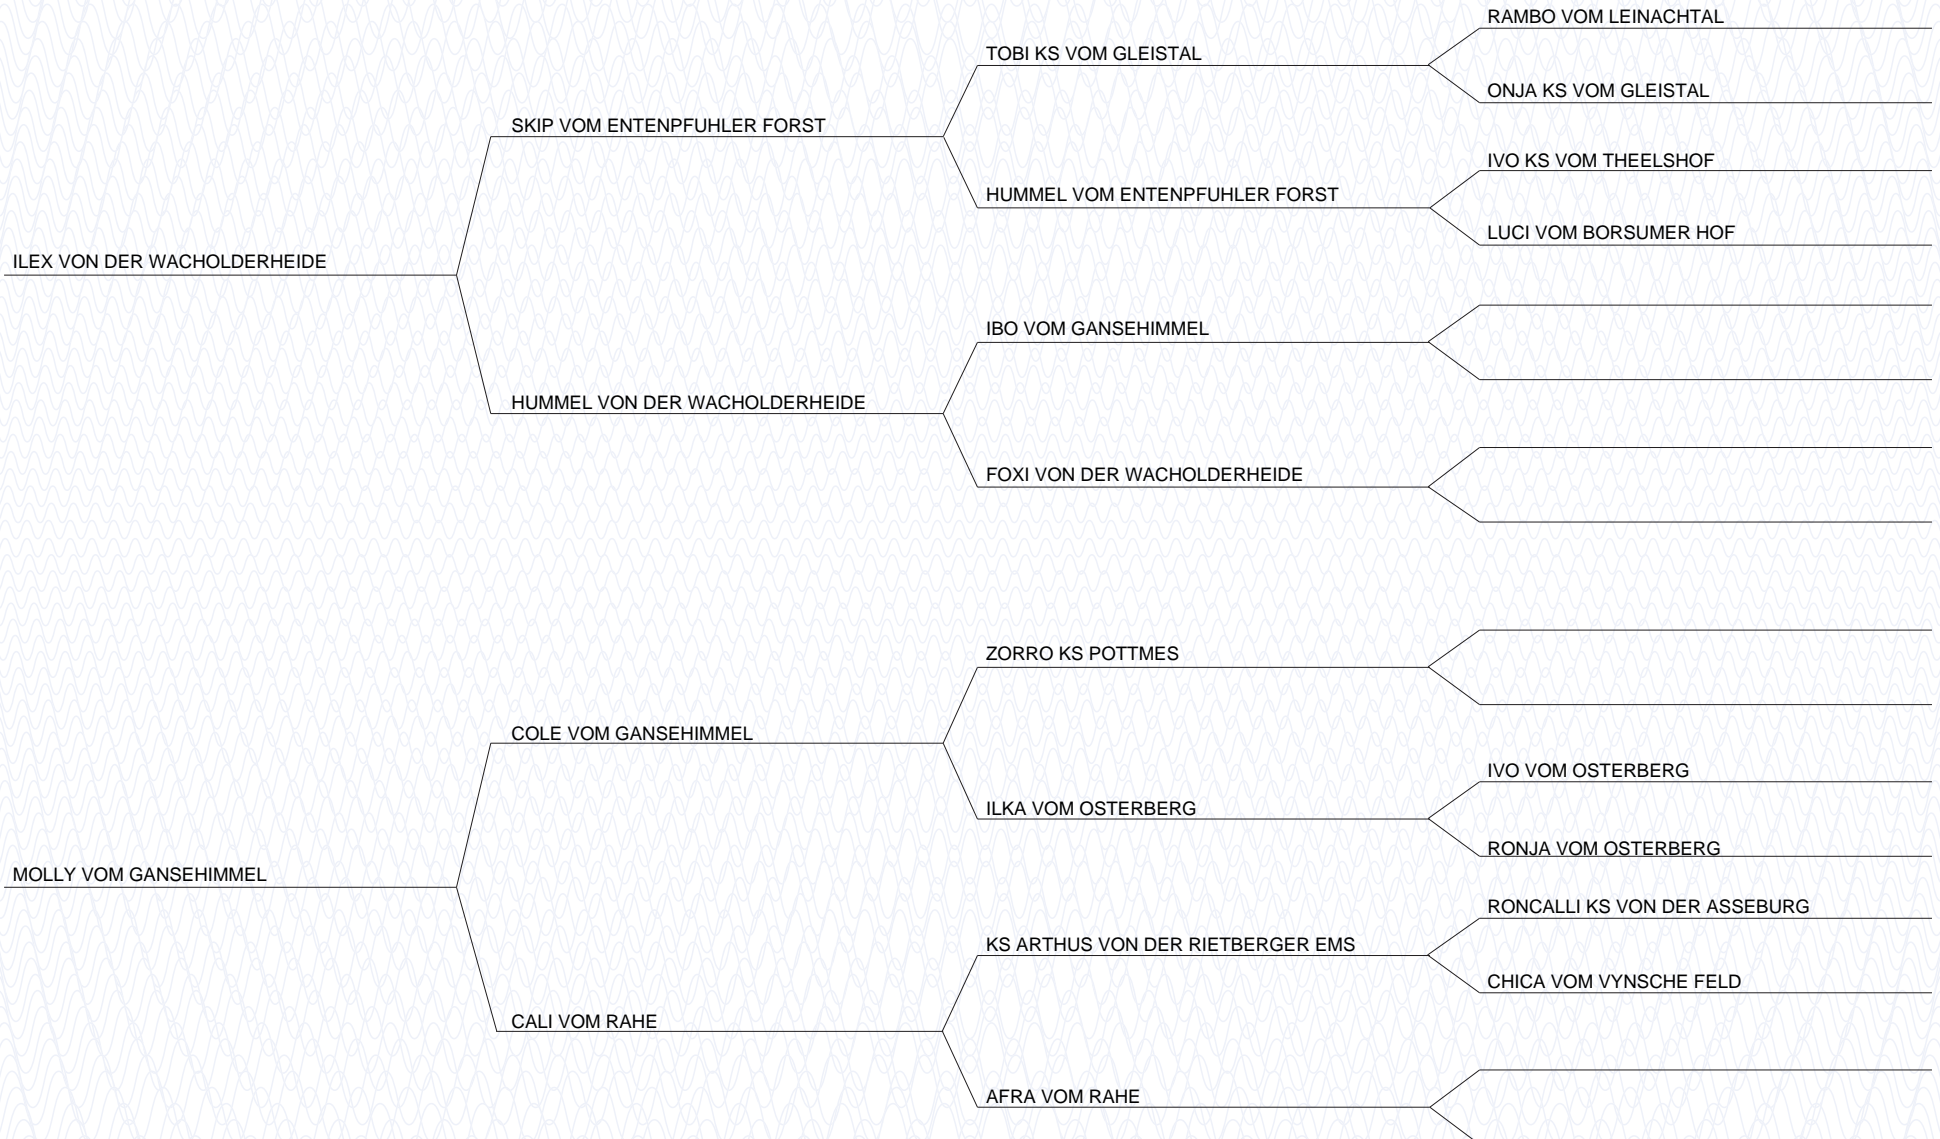 RAMBO VOM LEINACHTAL
TOBI KS VOM GLEISTAL
ONJA KS VOM GLEISTAL
SKIP VOM ENTENPFUHLER FORST
IVO KS VOM THEELSHOF
HUMMEL VOM ENTENPFUHLER FORST
LUCI VOM BORSUMER HOF
ILEX VON DER WACHOLDERHEIDE
IBO VOM GANSEHIMMEL
HUMMEL VON DER WACHOLDERHEIDE
FOXI VON DER WACHOLDERHEIDE
ZORRO KS POTTMES
COLE VOM GANSEHIMMEL
IVO VOM OSTERBERG
ILKA VOM OSTERBERG
RONJA VOM OSTERBERG
MOLLY VOM GANSEHIMMEL
RONCALLI KS VON DER ASSEBURG
KS ARTHUS VON DER RIETBERGER EMS
CHICA VOM VYNSCHE FELD
CALI VOM RAHE
AFRA VOM RAHE